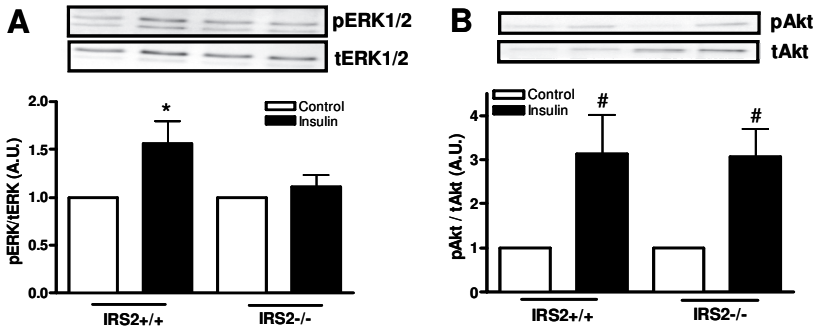 A
pERK1/2
tERK1/2
2.0
1.5
1.0
0.5
0.0
pERK/tERK (A.U.)
*
Control
Insulin
IRS2+/+
IRS2-/-
B
pAkt
tAkt
4
3
2
1
0
pAkt / tAkt (A.U.)
Control
Insulin
#
#
IRS2+/+
IRS2-/-